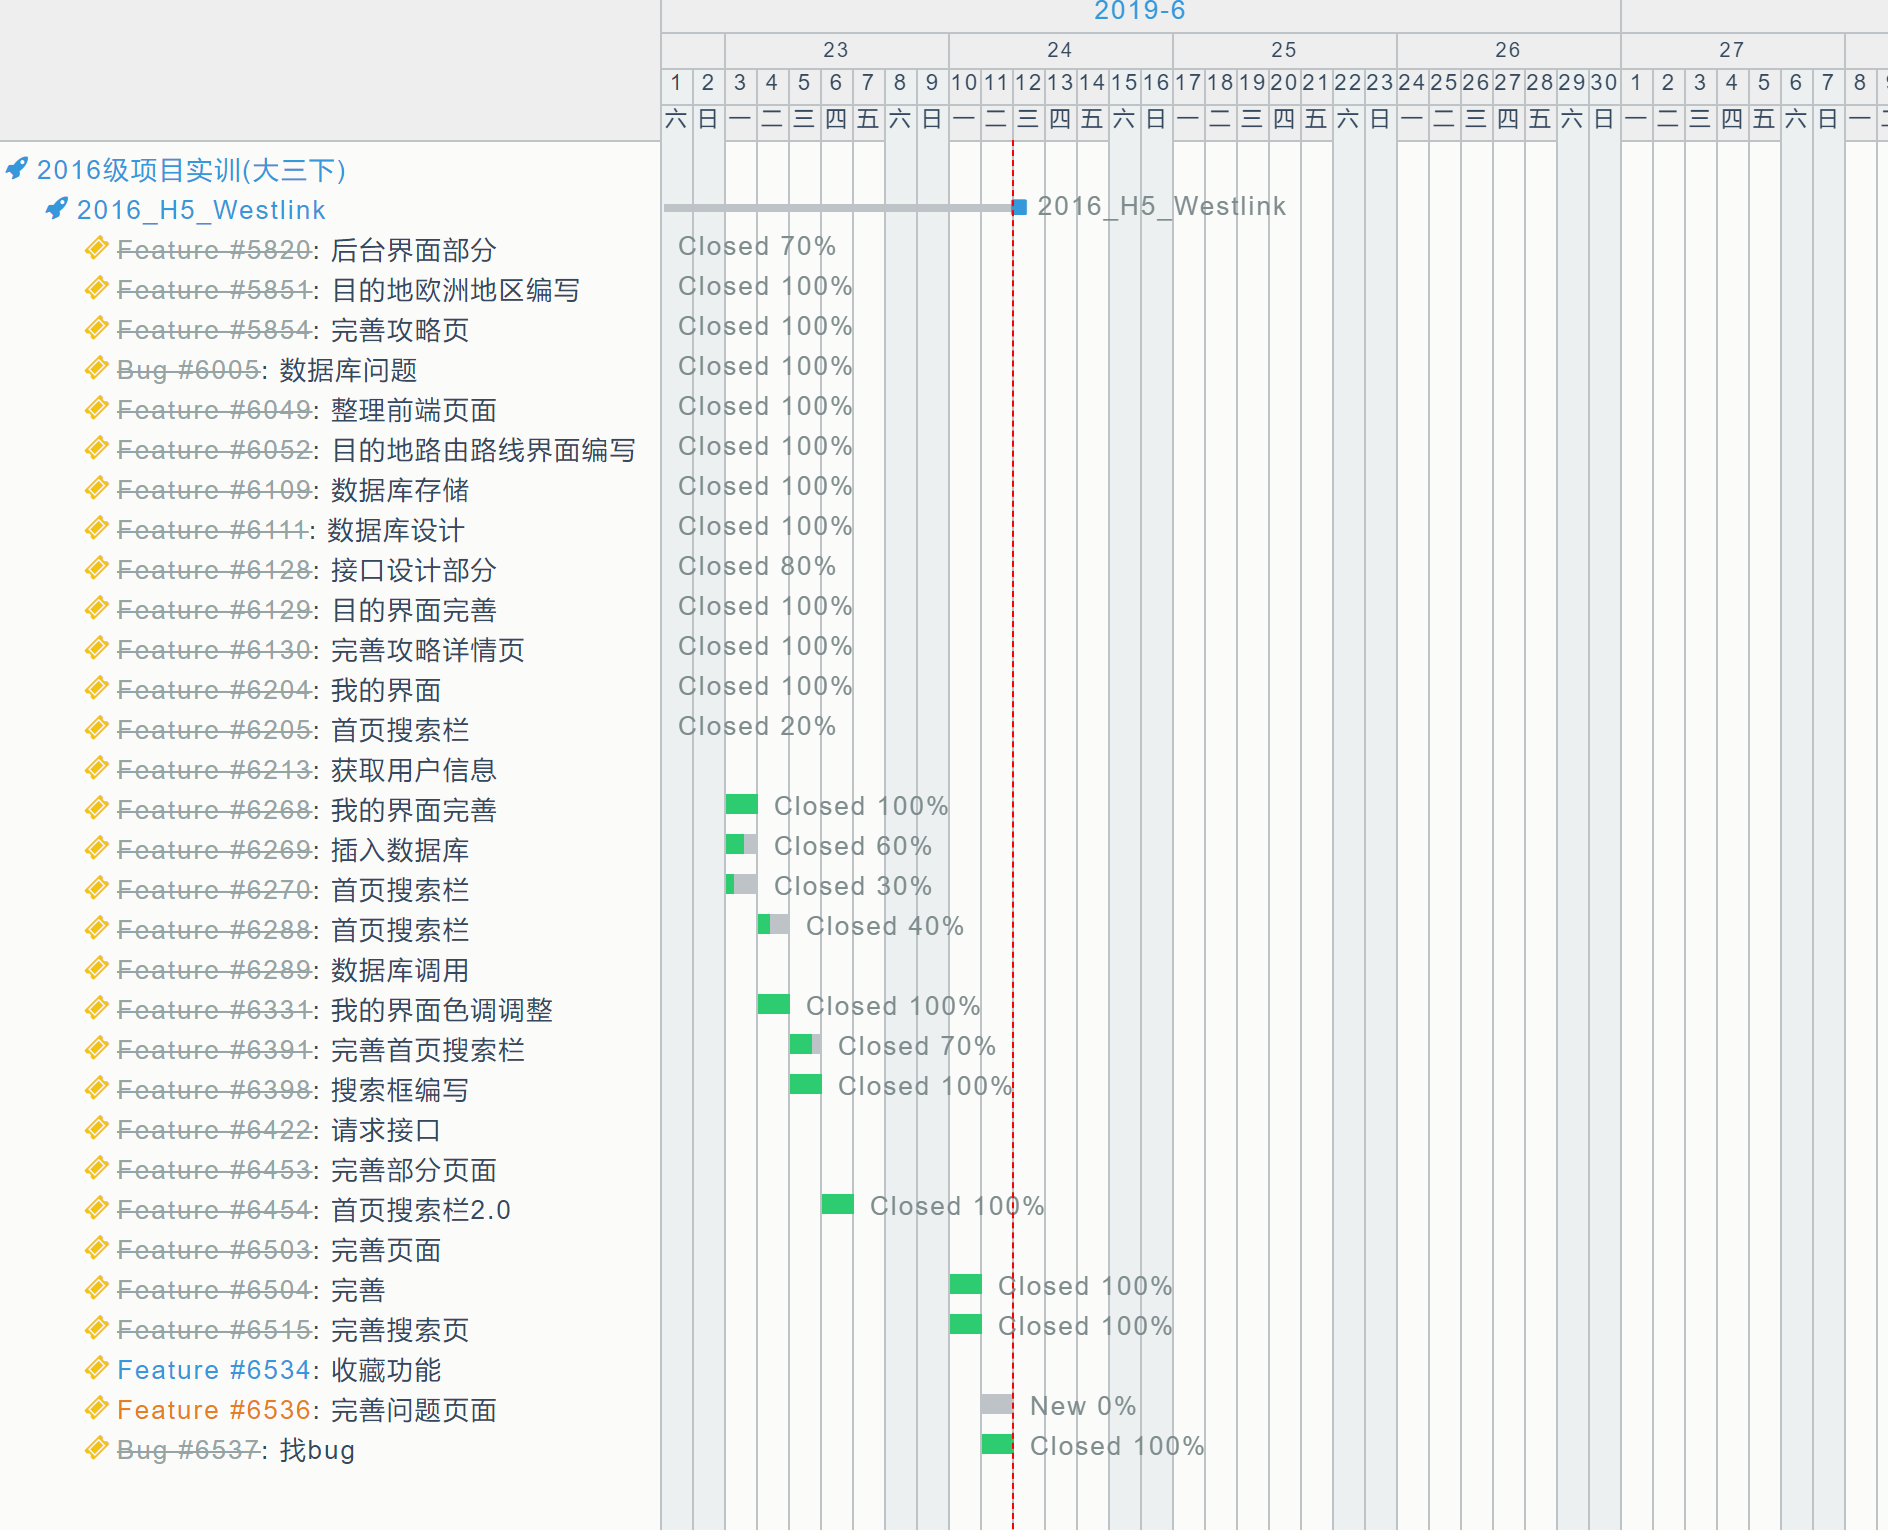 2019-6
23 24 25 26 27
1 2 3 4 5 6 7 8 9 10 11 12 13 14 15 16 17 18 19 20 21 22 23 24 25 26 27 28 29 30 1 2 3 4 5 6 7 8
六 日 一 二 三 四 五 六 日 一 二 三 四 五 六 日 一 二 三 四 五 六 日 一 二 三 四 五 六 日 一 二 三 四 五 六 日 一
2016级项目实训(大三下)
2016_H5_Westlink 2016_H5_Westlink
Feature #5820: 后台界面部分 Closed 70%
Feature #5851: 目的地欧洲地区编写 Closed 100%
Feature #5854: 完善攻略页 Closed 100%
Bug #6005: 数据库问题 Closed 100%
Feature #6049: 整理前端页面 Closed 100%
Feature #6052: 目的地路由路线界面编写 Closed 100%
Feature #6109: 数据库存储 Closed 100%
Feature #6111: 数据库设计 Closed 100%
Feature #6128: 接口设计部分 Closed 80%
Feature #6129: 目的界面完善 Closed 100%
Feature #6130: 完善攻略详情页 Closed 100%
Feature #6204: 我的界面 Closed 100%
Feature #6205: 首页搜索栏 Closed 20%
Feature #6213: 获取用户信息
Feature #6268: 我的界面完善 Closed 100%
Feature #6269: 插入数据库 Closed 60%
Feature #6270: 首页搜索栏 Closed 30%
Feature #6288: 首页搜索栏 Closed 40%
Feature #6289: 数据库调用
Feature #6331: 我的界面色调调整 Closed 100%
Feature #6391: 完善首页搜索栏 Closed 70%
Feature #6398: 搜索框编写 Closed 100%
Feature #6422: 请求接口
Feature #6453: 完善部分页面
Feature #6454: 首页搜索栏2.0 Closed 100%
Feature #6503: 完善页面
Feature #6504: 完善 Closed 100%
Feature #6515: 完善搜索页 Closed 100%
Feature #6534: 收藏功能
Feature #6536: 完善问题页面 New 0%
Bug #6537: 找bug Closed 100%